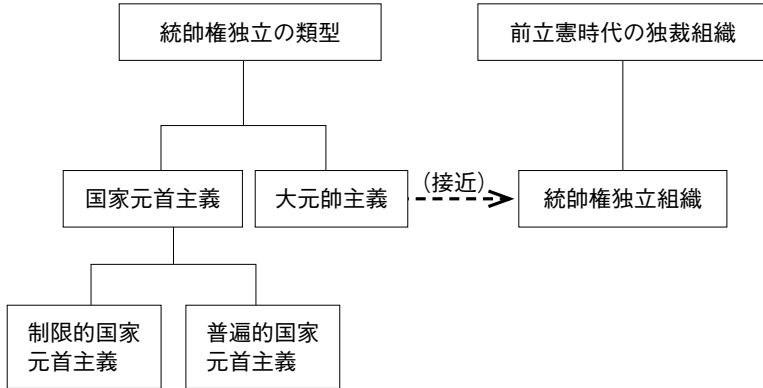 統帥権独立の類型
前立憲時代の独裁組織
国家元首主義
大元帥主義
(接近)
統帥権独立組織
制限的国家
元首主義
普遍的国家
元首主義